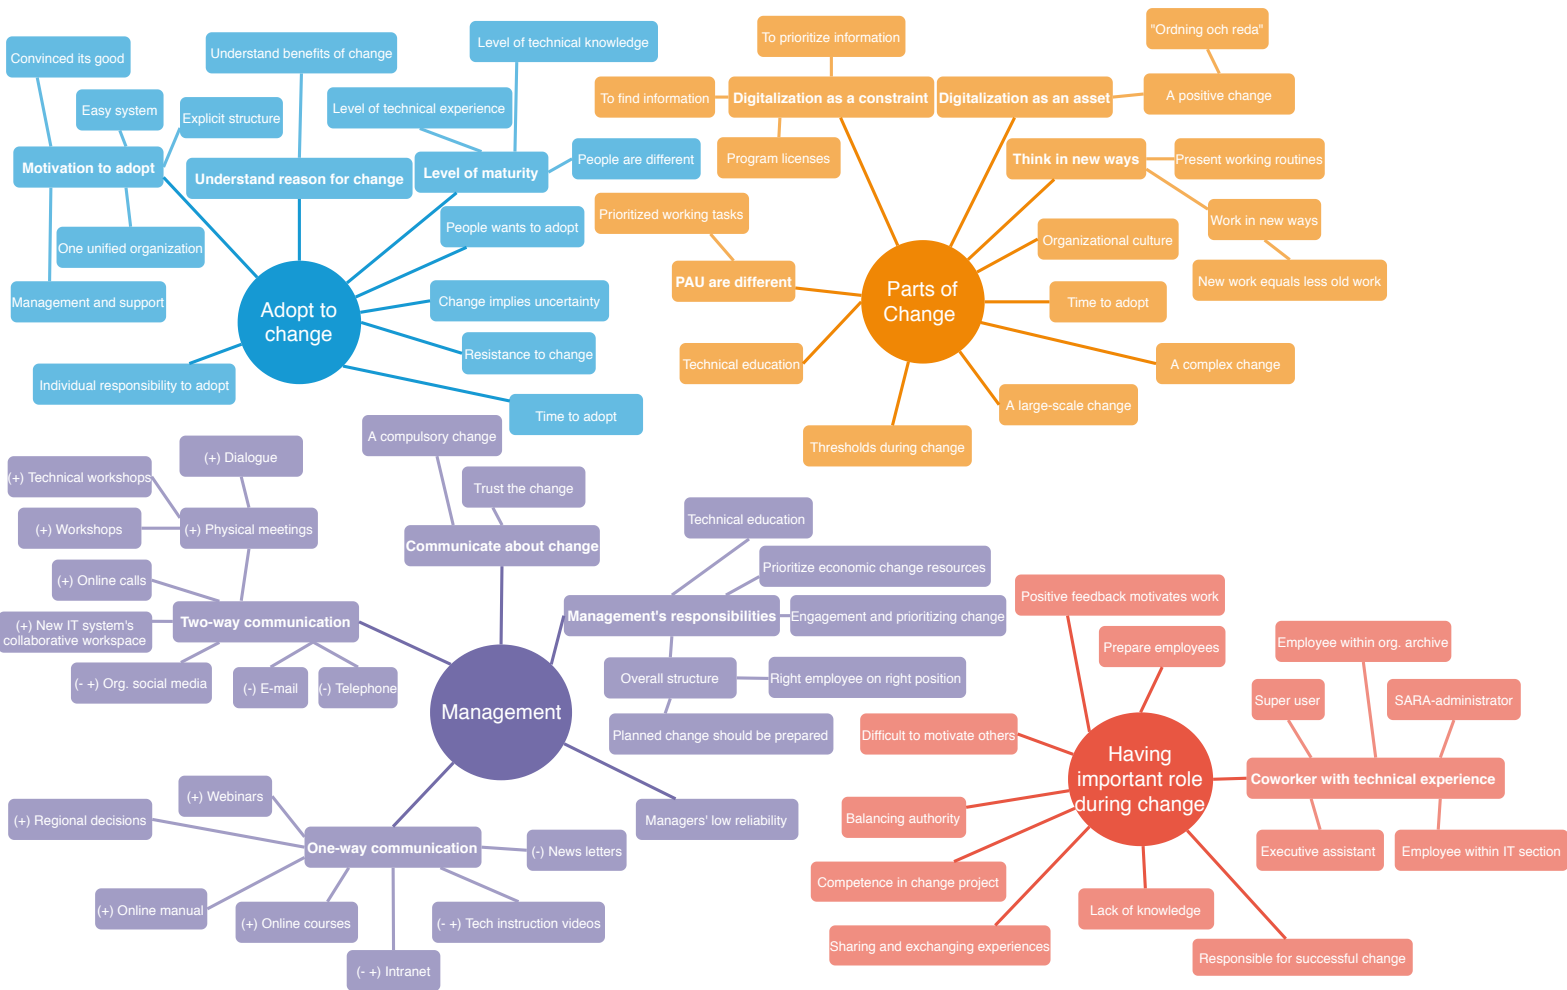 Convinced its good
Easy system
Explicit structure
Understand benefits of change
Level of technical knowledge
Level of technical experience
Motivation to adopt
Understand reason for change
Level of maturity
People are different
People wants to adopt
One unified organization
Management and support
Adopt to
change
Change implies uncertainty
Resistance to change
Individual responsibility to adopt
Time to adopt
To prioritize information
"Ordning och reda"
To find information
Digitalization as a constraint
Digitalization as an asset
A positive change
Program licenses
Think in new ways
Present working routines
Prioritized working tasks
Work in new ways
Organizational culture
PAU are different
New work equals less old work
Parts of
Change
Time to adopt
Technical education
A complex change
A large-scale change
Thresholds during change
A compulsory change
Trust the change
Communicate about change
(+) Dialogue
(+) Technical workshops
(+) Workshops
(+) Physical meetings
(+) Online calls
(+) New IT system's
collaborative workspace
Two-way communication
(- +) Org. social media
(-) E-mail
(-) Telephone
Technical education
Prioritize economic change resources
Management's responsibilities
Engagement and prioritizing change
Overall structure
Right employee on right position
Planned change should be prepared
Management
Managers' low reliability
(+) Webinars
(+) Regional decisions
One-way communication
(-) News letters
(+) Online manual
(+) Online courses
(- +) Tech instruction videos
(- +) Intranet
Positive feedback motivates work
Prepare employees
Employee within org. archive
Super user
SARA-administrator
Difficult to motivate others
Having
important role
during change
Coworker with technical experience
Balancing authority
Executive assistant
Employee within IT section
Competence in change project
Lack of knowledge
Sharing and exchanging experiences
Responsible for successful change